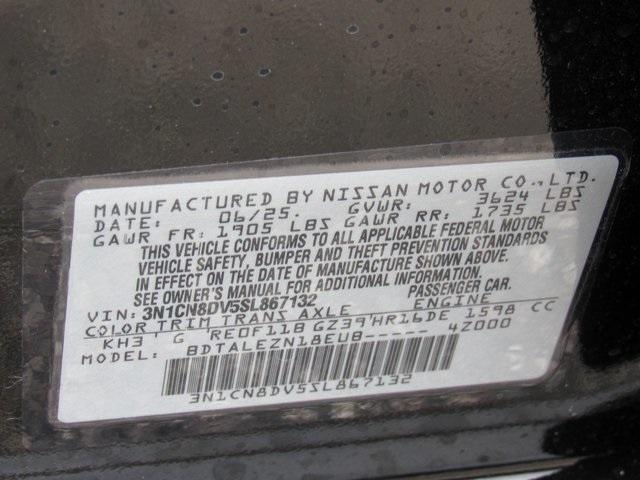 MANUFACTURED BY NISSAN MOTOR CO., LTD.
DATE: 06/25. GVWR: 3624 LBS
GAWR FR: 1905 LBS GAWR RR: 1735 LBS
THIS VEHICLE CONFORMS TO ALL APPLICABLE FEDERAL MOTOR
VEHICLE SAFETY, BUMPER AND THEFT PREVENTION STANDARDS
IN EFFECT ON THE DATE OF MANUFACTURE SHOWN ABOVE.
SEE OWNER'S MANUAL FOR ADDITIONAL INFORMATION.
VIN: 3N1CN8DV5SL867132 PASSENGER CAR.
COLOR TRIM TRANS AXLE ENGINE
KH3 G RE0F11B GZ39 HR16DE 1598 CC
MODEL: BDTALEZN18EUB----- 4Z000
3N1CN8DV5SL867132